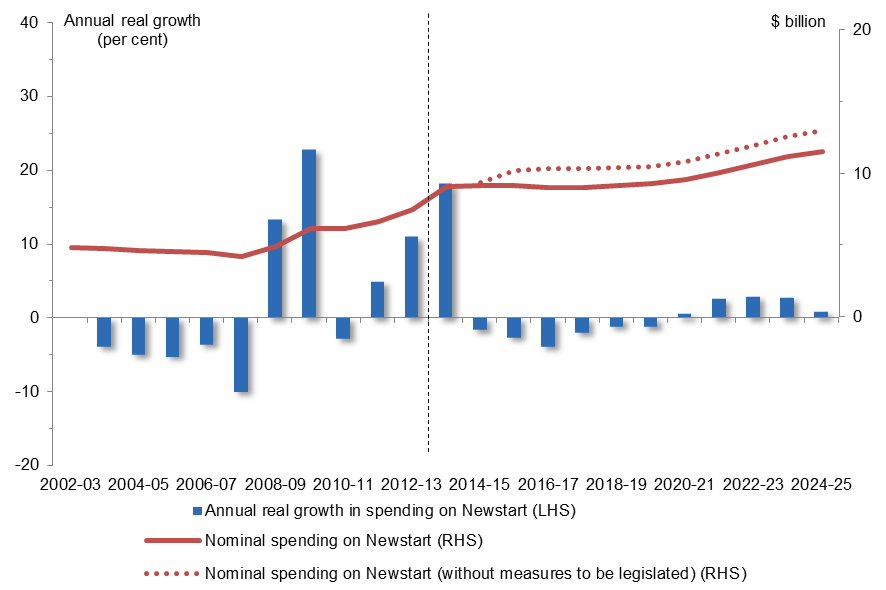 Annual real growth
(per cent)
$ billion
40
30
20
10
0
-10
-20
20
10
0
2002-03 2004-05 2006-07 2008-09 2010-11 2012-13 2014-15 2016-17 2018-19 2020-21 2022-23 2024-25
Annual real growth in spending on Newstart (LHS)
Nominal spending on Newstart (RHS)
Nominal spending on Newstart (without measures to be legislated) (RHS)